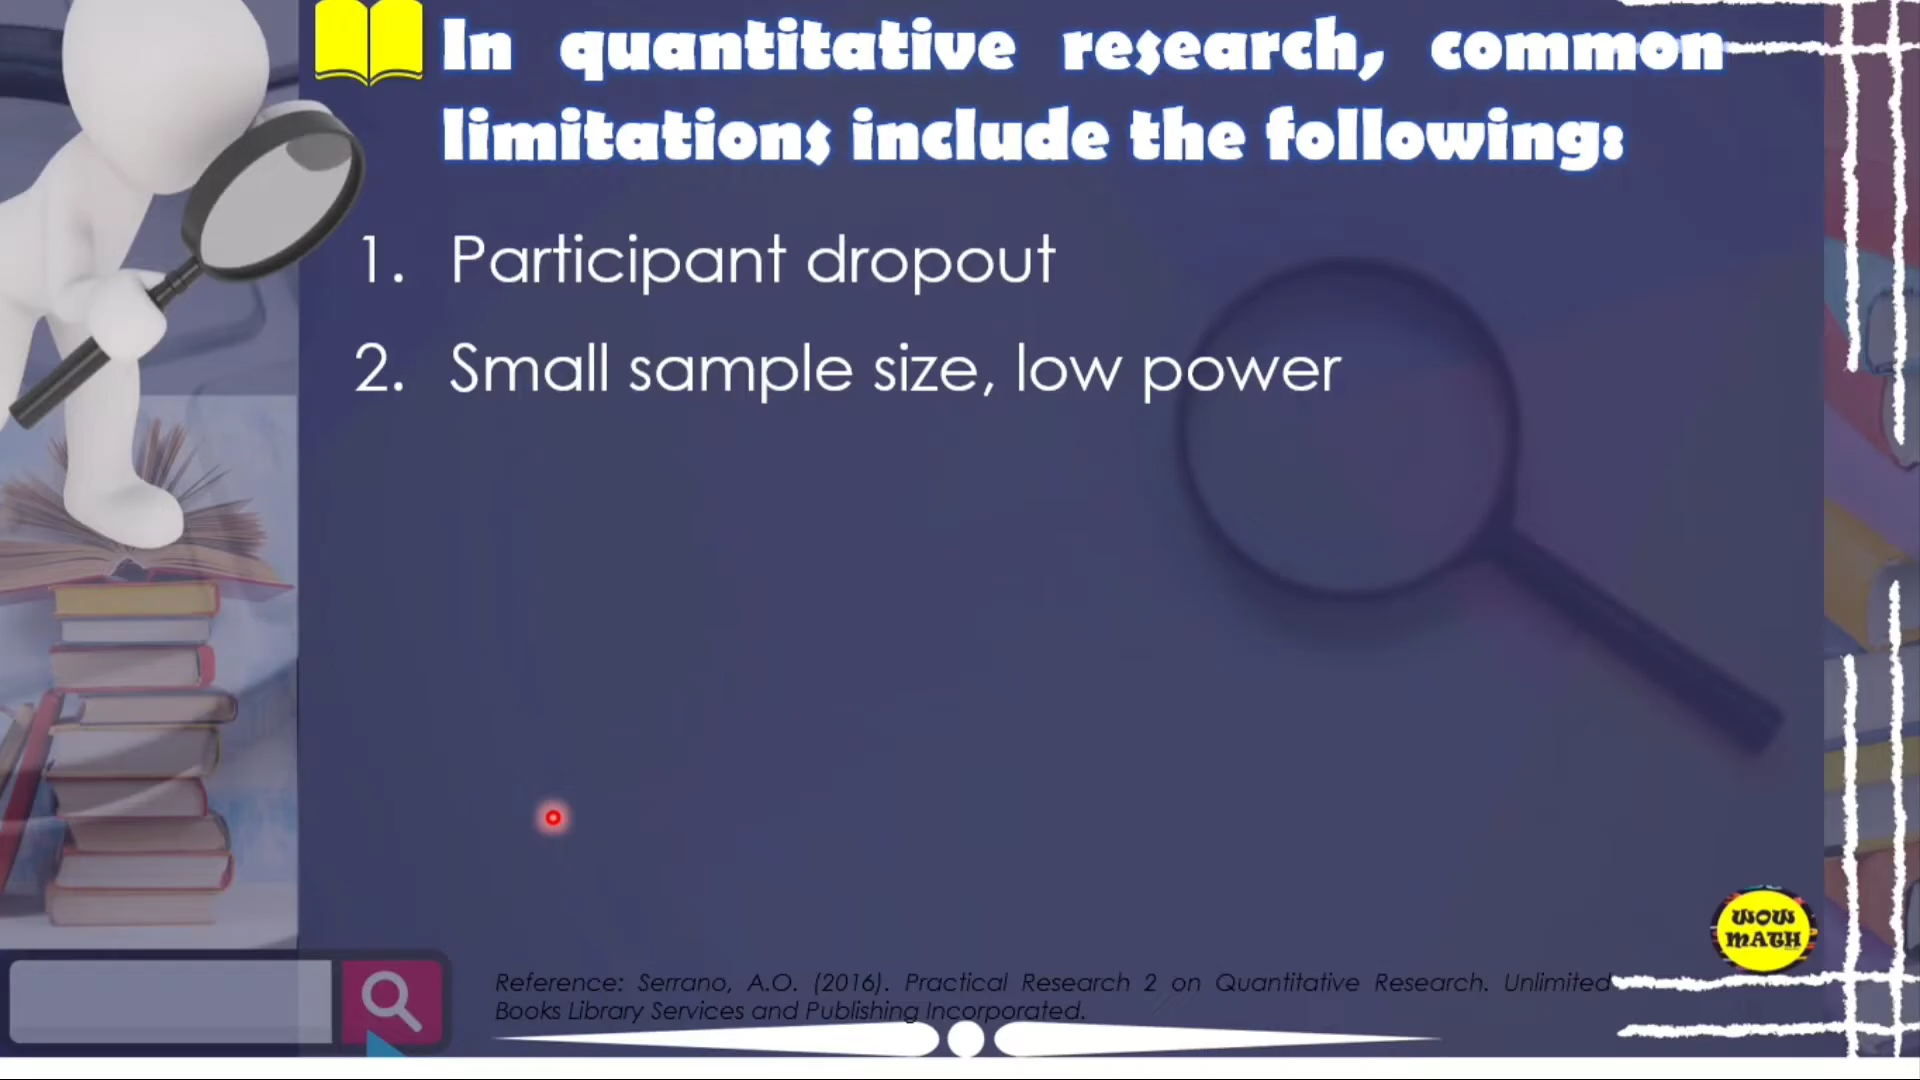 In quantitative research, common
limitations include the following:
1. Participant dropout
2. Small sample size, low power
WOW
MATH
Reference: Serrano, A.O. (2016). Practical Research 2 on Quantitative Research. Unlimited
Books Library Services and Publishing Incorporated.